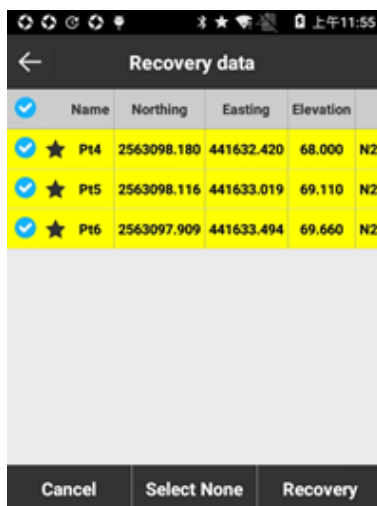 上午11:55
Recovery data
Name Northing Easting Elevation
Pt4 2563098.180 441632.420 68.000 N2
Pt5 2563098.116 441633.019 69.110 N2
Pt6 2563097.909 441633.494 69.660 N2
Cancel Select None Recovery